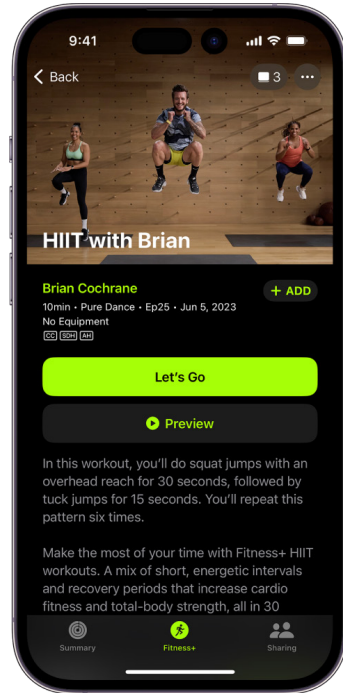 9:41
Back
3
HIIT with Brian
Brian Cochrane
+ ADD
10min • Pure Dance • Ep25 • Jun 5, 2023
No Equipment
CC SDH AH
Let’s Go
Preview
In this workout, you’ll do squat jumps with an
overhead reach for 30 seconds, followed by
tuck jumps for 15 seconds. You’ll repeat this
pattern six times.
Make the most of your time with Fitness+ HIIT
workouts. A mix of short, energetic intervals
and recovery periods that increase cardio
fitness and total-body strength, all in 30
Summary
Fitness+
Sharing